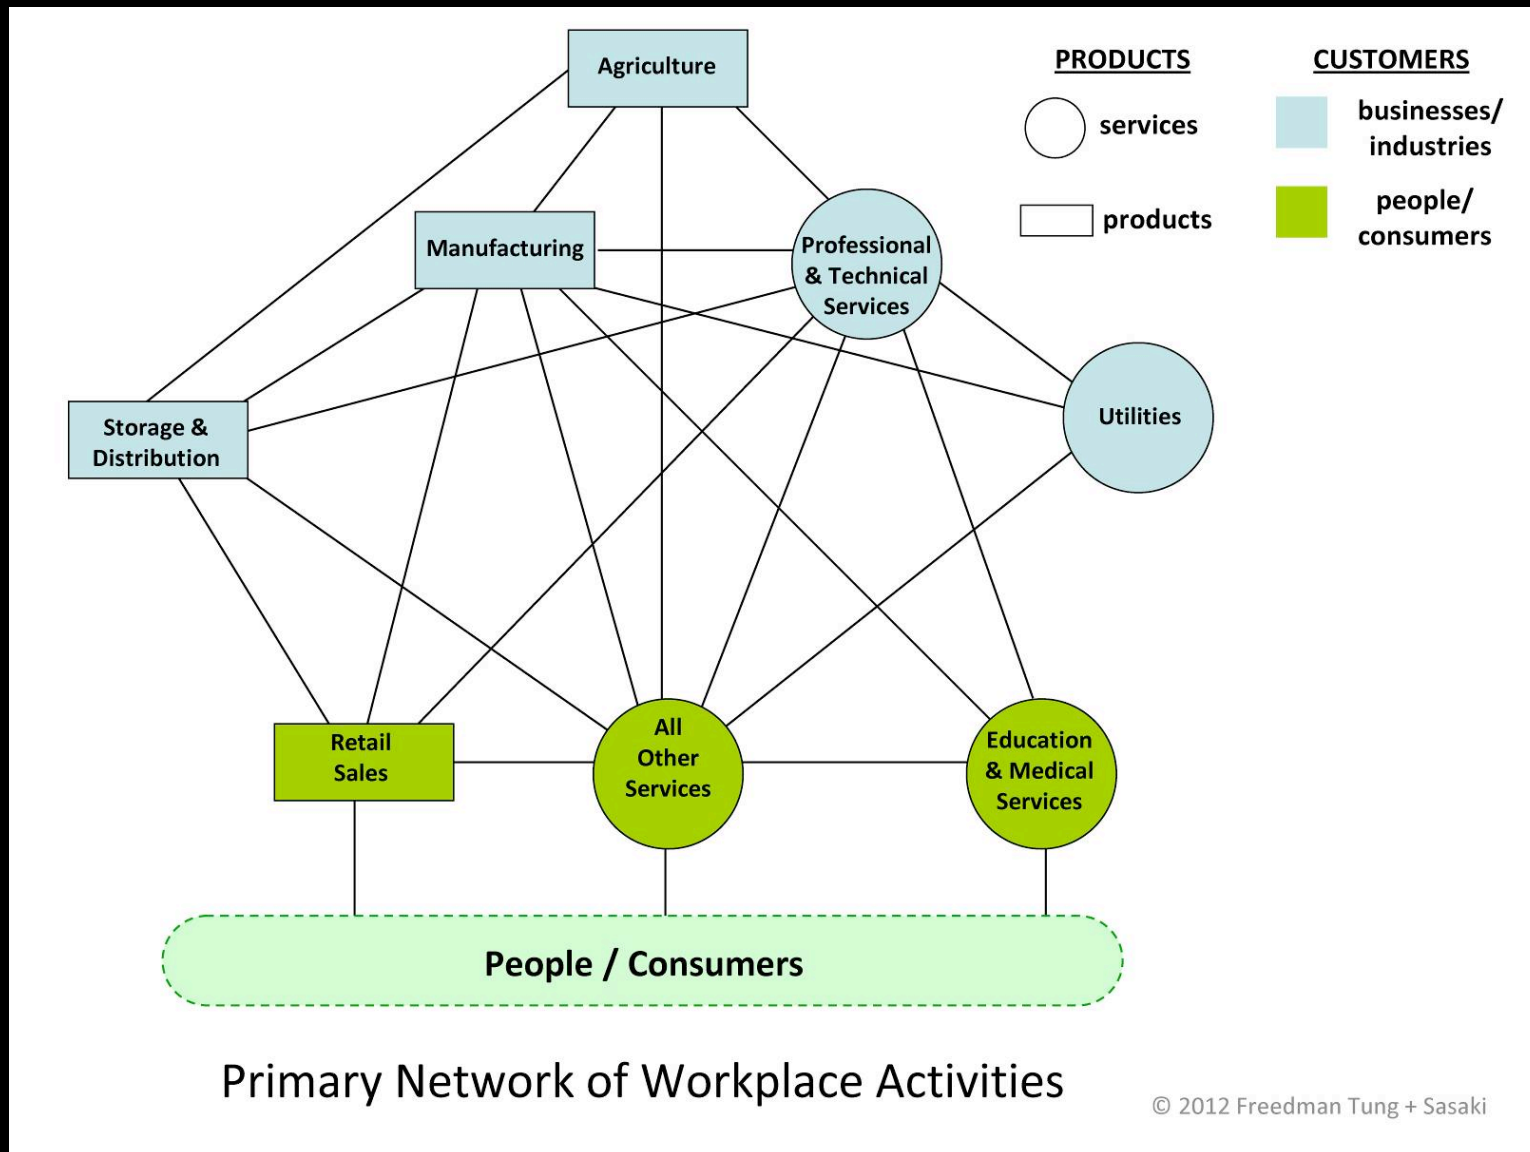 Agriculture
PRODUCTS
services
products
CUSTOMERS
businesses/
industries
people/
consumers
Manufacturing
Professional
& Technical
Services
Storage &
Distribution
Utilities
Retail
Sales
All
Other
Services
Education
& Medical
Services
People / Consumers
Primary Network of Workplace Activities
© 2012 Freedman Tung + Sasaki